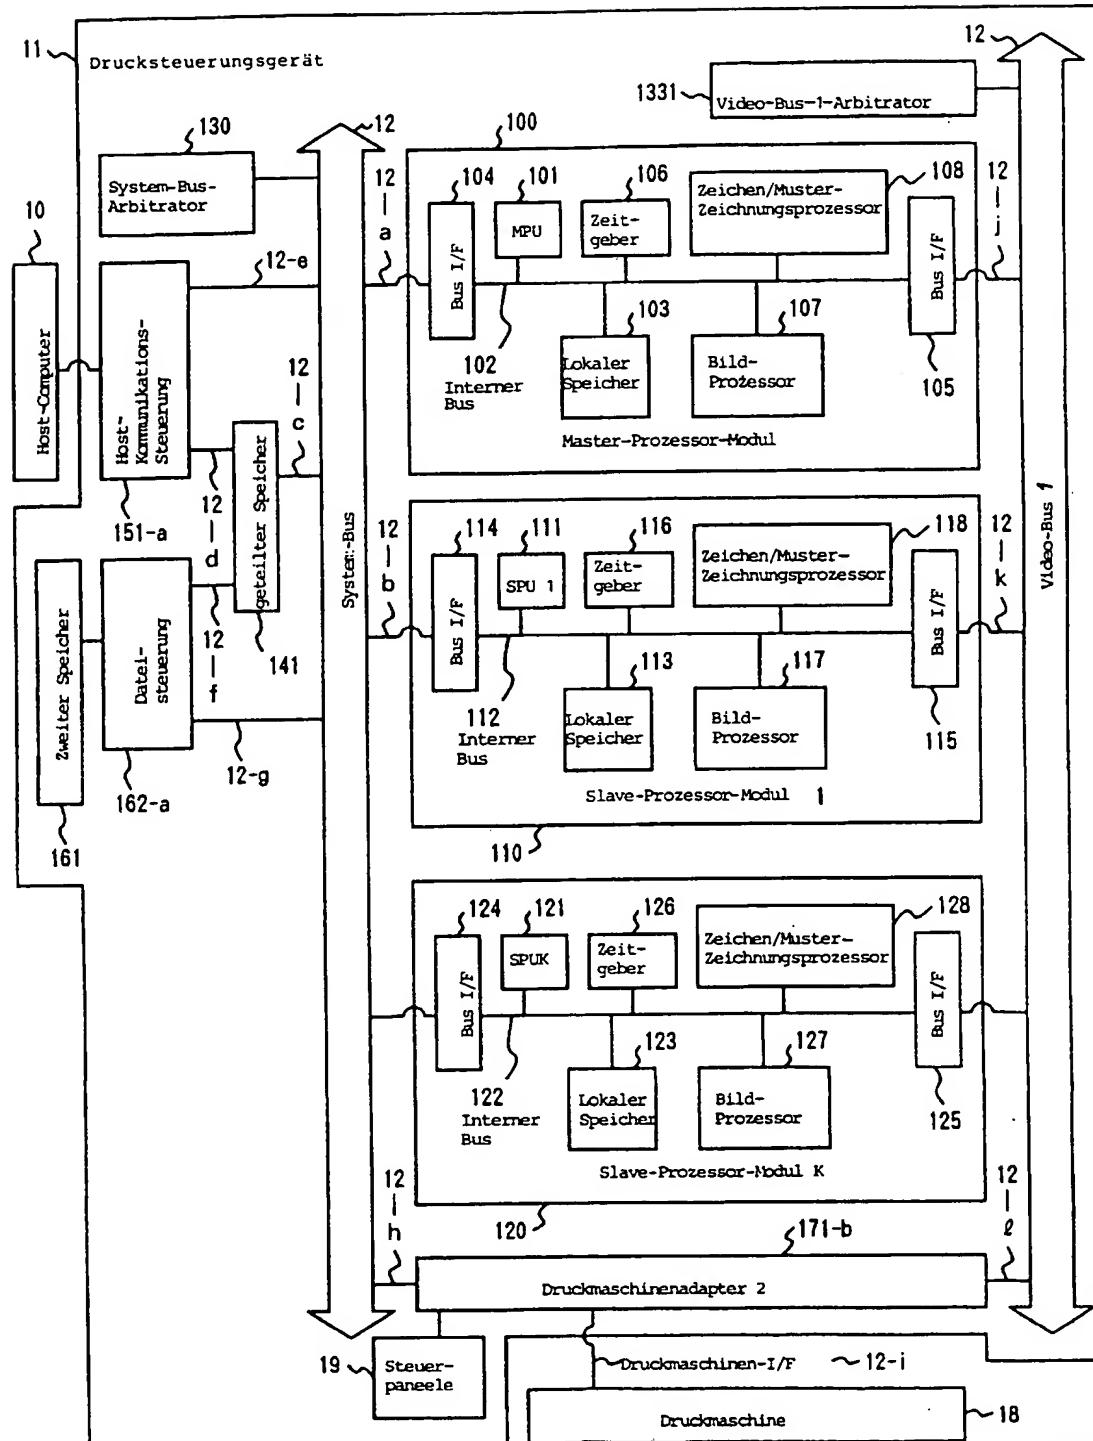 11
Drucksteuerungsgerät
12
1331
Video-Bus-1-Arbitrator
130
System-Bus-
Arbitrator
12
100
10
Host-Computer
Host-
Kommunikations-
Steuerung
151-a
12-e
12-d
12-c
geteilter Speicher
141
12-f
Zweiter Speicher
161
Datei-
steuerung
162-a
12-g
System-Bus
Video-Bus 1
12-a
104
Bus I/F
101
MPU
106
Zeit-
geber
108
Zeichen/Muster-
Zeichnungsprozessor
Bus I/F
105
12-j
102
Interner
Bus
103
Lokaler
Speicher
107
Bild-
Prozessor
Master-Prozessor-Modul
12-b
114
Bus I/F
111
SPU 1
116
Zeit-
geber
118
Zeichen/Muster-
Zeichnungsprozessor
Bus I/F
115
12-k
112
Interner
Bus
113
Lokaler
Speicher
117
Bild-
Prozessor
Slave-Prozessor-Modul 1
110
124
Bus I/F
121
SPUK
126
Zeit-
geber
128
Zeichen/Muster-
Zeichnungsprozessor
Bus I/F
125
122
Interner
Bus
123
Lokaler
Speicher
127
Bild-
Prozessor
Slave-Prozessor-Modul K
120
12-h
171-b
12-ℓ
Druckmaschinenadapter 2
19
Steuer-
paneele
Druckmaschinen-I/F
12-i
Druckmaschine
18